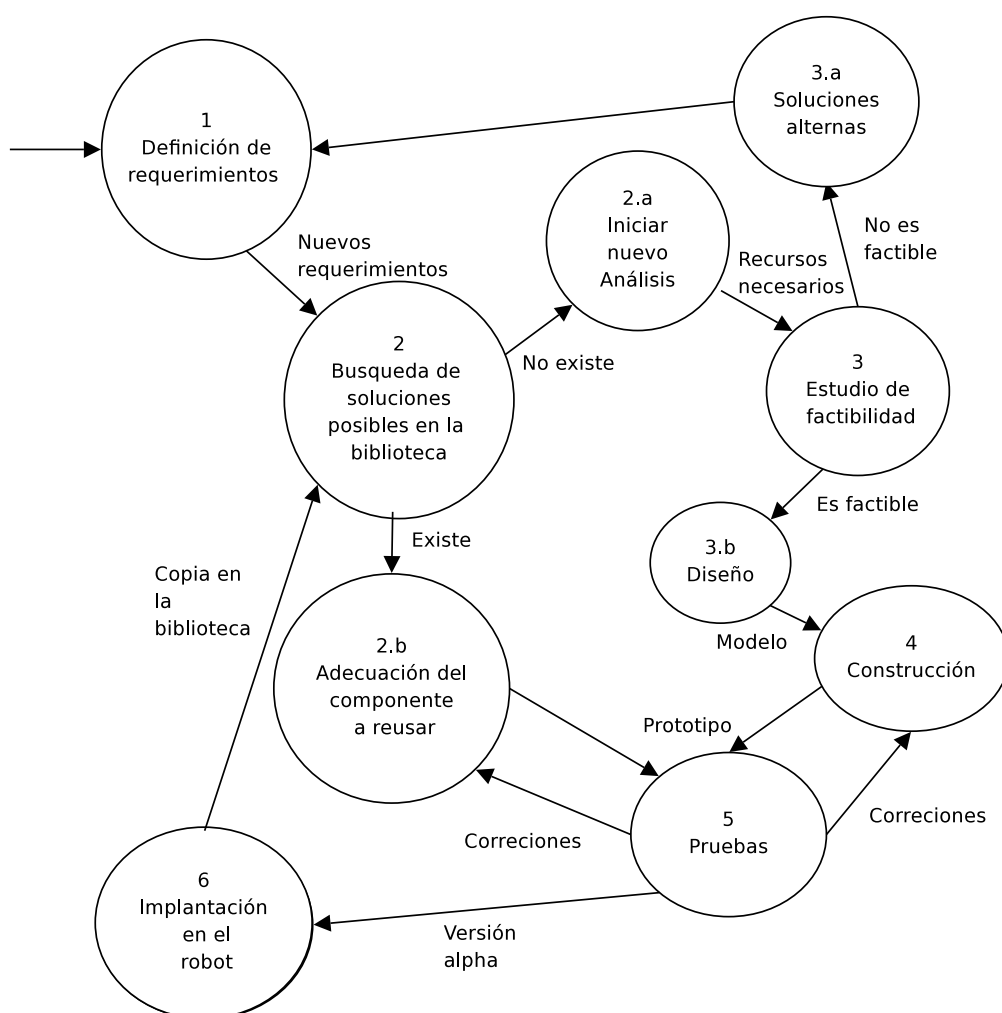 1
Definición de
requerimientos
3.a
Soluciones
alternas
2.a
Iniciar
nuevo
Análisis
No es
factible
Nuevos
requerimientos
Recursos
necesarios
2
Busqueda de
soluciones
posibles en la
biblioteca
No existe
3
Estudio de
factibilidad
Es factible
Existe
3.b
Diseño
Copia en
la
biblioteca
Modelo
4
Construcción
2.b
Adecuación del
componente
a reusar
Prototipo
5
Pruebas
Correciones
Correciones
6
Implantación
en el
robot
Versión
alpha